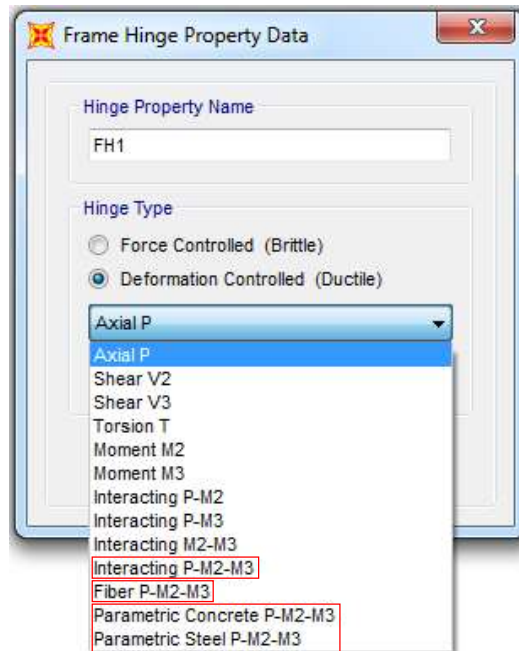 Frame Hinge Property Data
Hinge Property Name
FH1
Hinge Type
Force Controlled (Brittle)
Deformation Controlled (Ductile)
Axial P
Axial P
Shear V2
Shear V3
Torsion T
Moment M2
Moment M3
Interacting P-M2
Interacting P-M3
Interacting M2-M3
Interacting P-M2-M3
Fiber P-M2-M3
Parametric Concrete P-M2-M3
Parametric Steel P-M2-M3